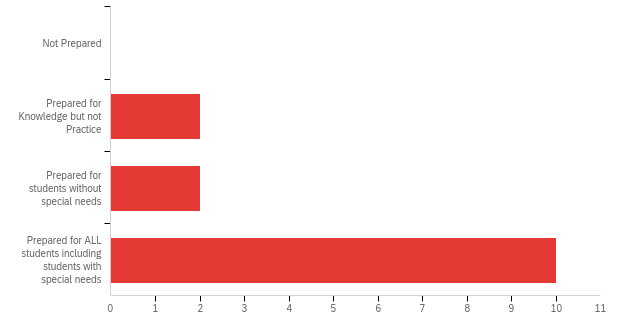 Not Prepared
Prepared for
Knowledge but not
Practice
Prepared for
students without
special needs
Prepared for ALL
students including
students with
special needs
0 1 2 3 4 5 6 7 8 9 10 11